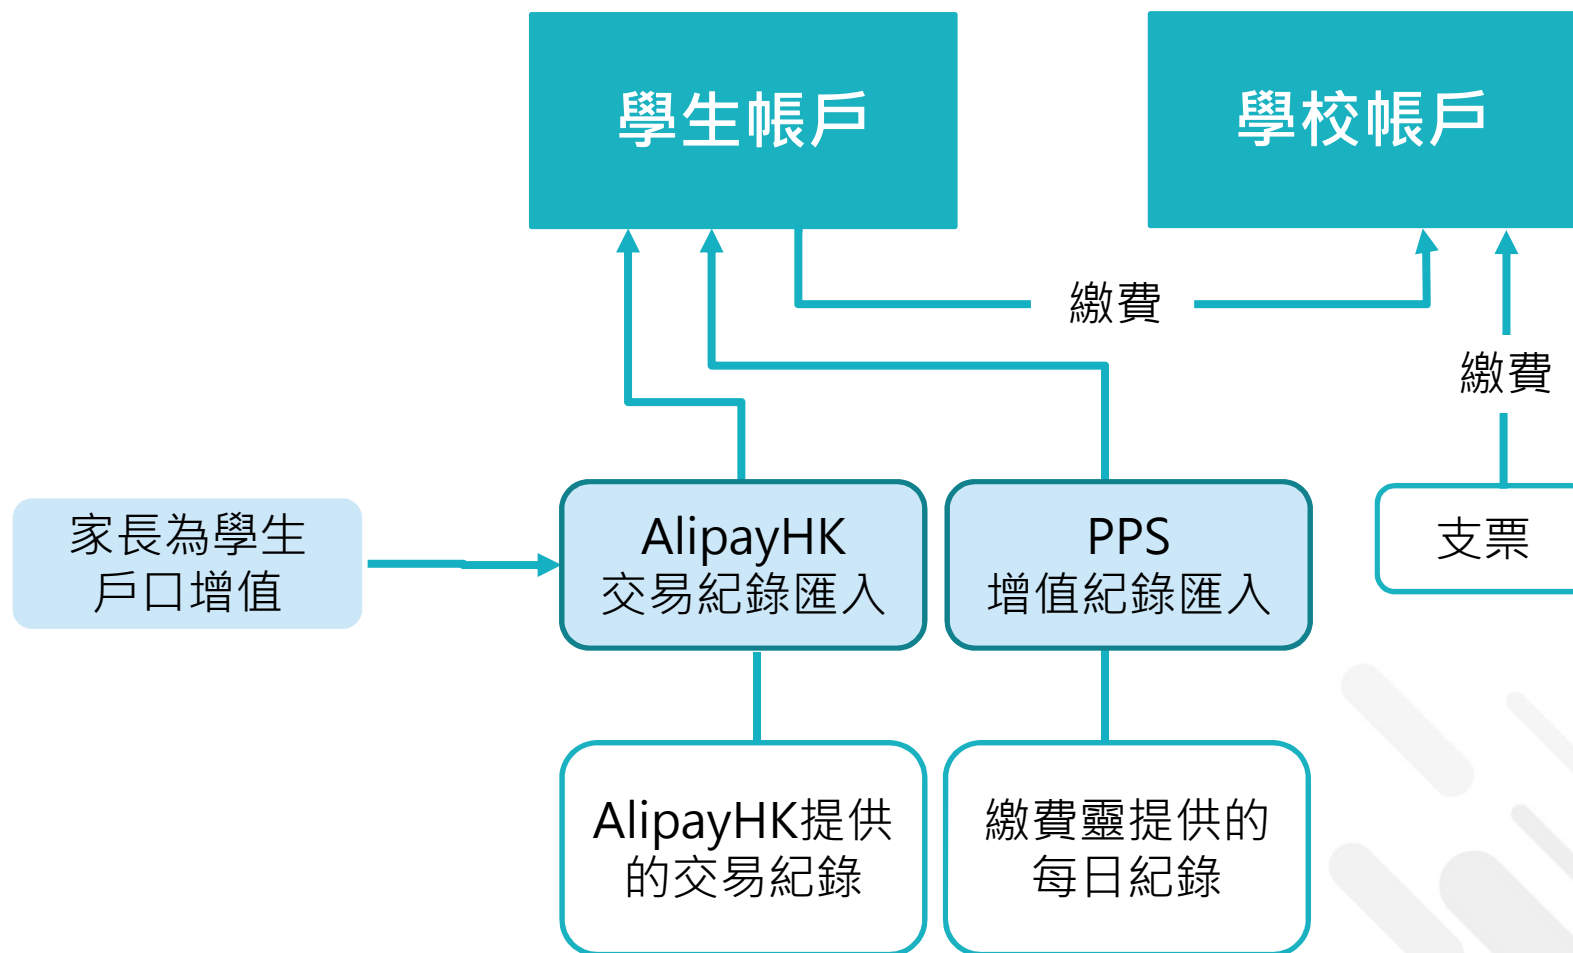 學生帳戶
學校帳戶
繳費
繳費
家長為學生
戶口增值
AlipayHK
交易紀錄匯入
PPS
增值紀錄匯入
支票
AlipayHK提供
的交易紀錄
繳費靈提供的
每日紀錄